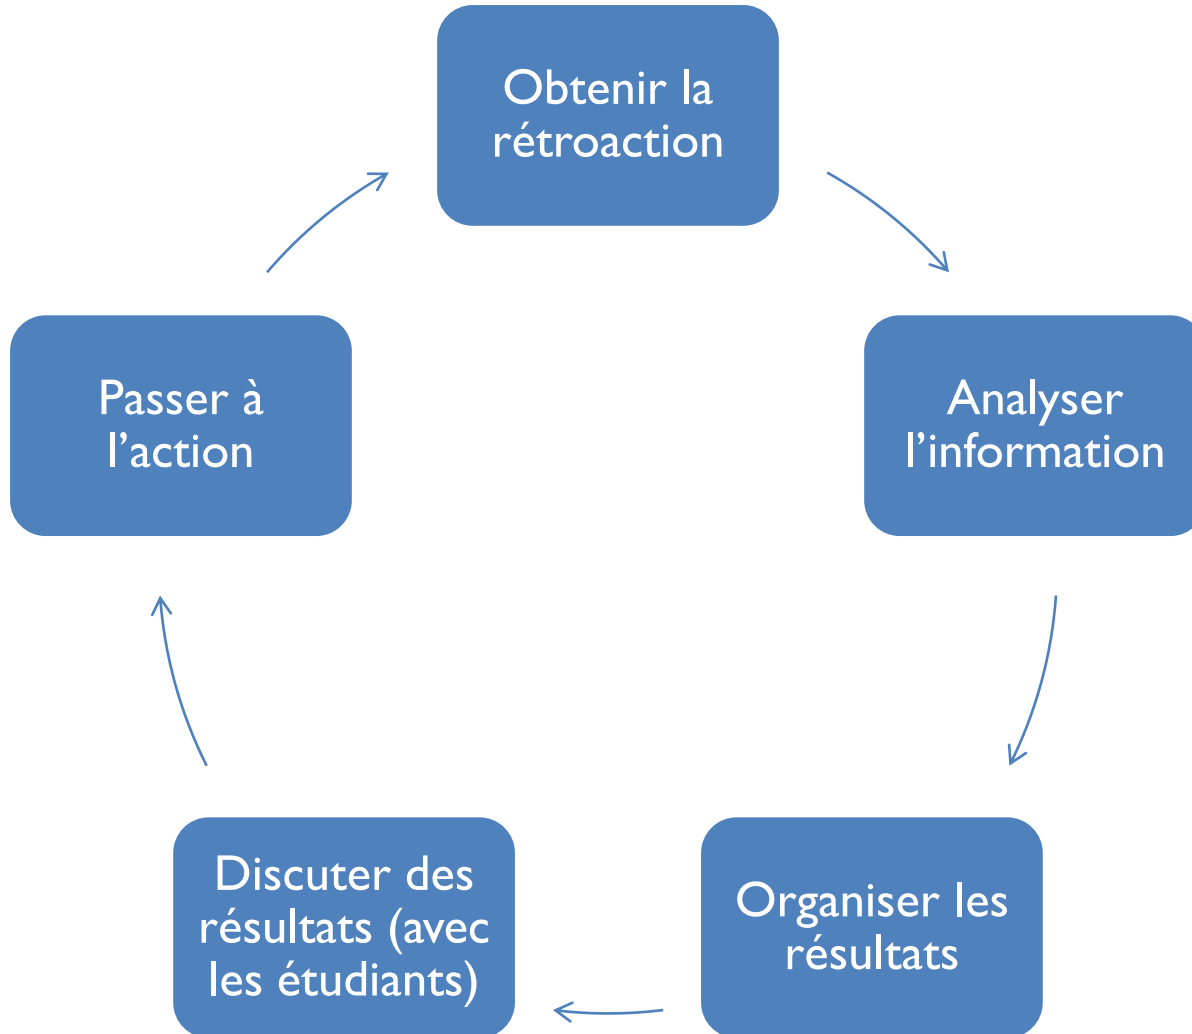 Obtenir la
rétroaction
Analyser
l’information
Organiser les
résultats
Discuter des
résultats (avec
les étudiants)
Passer à
l’action